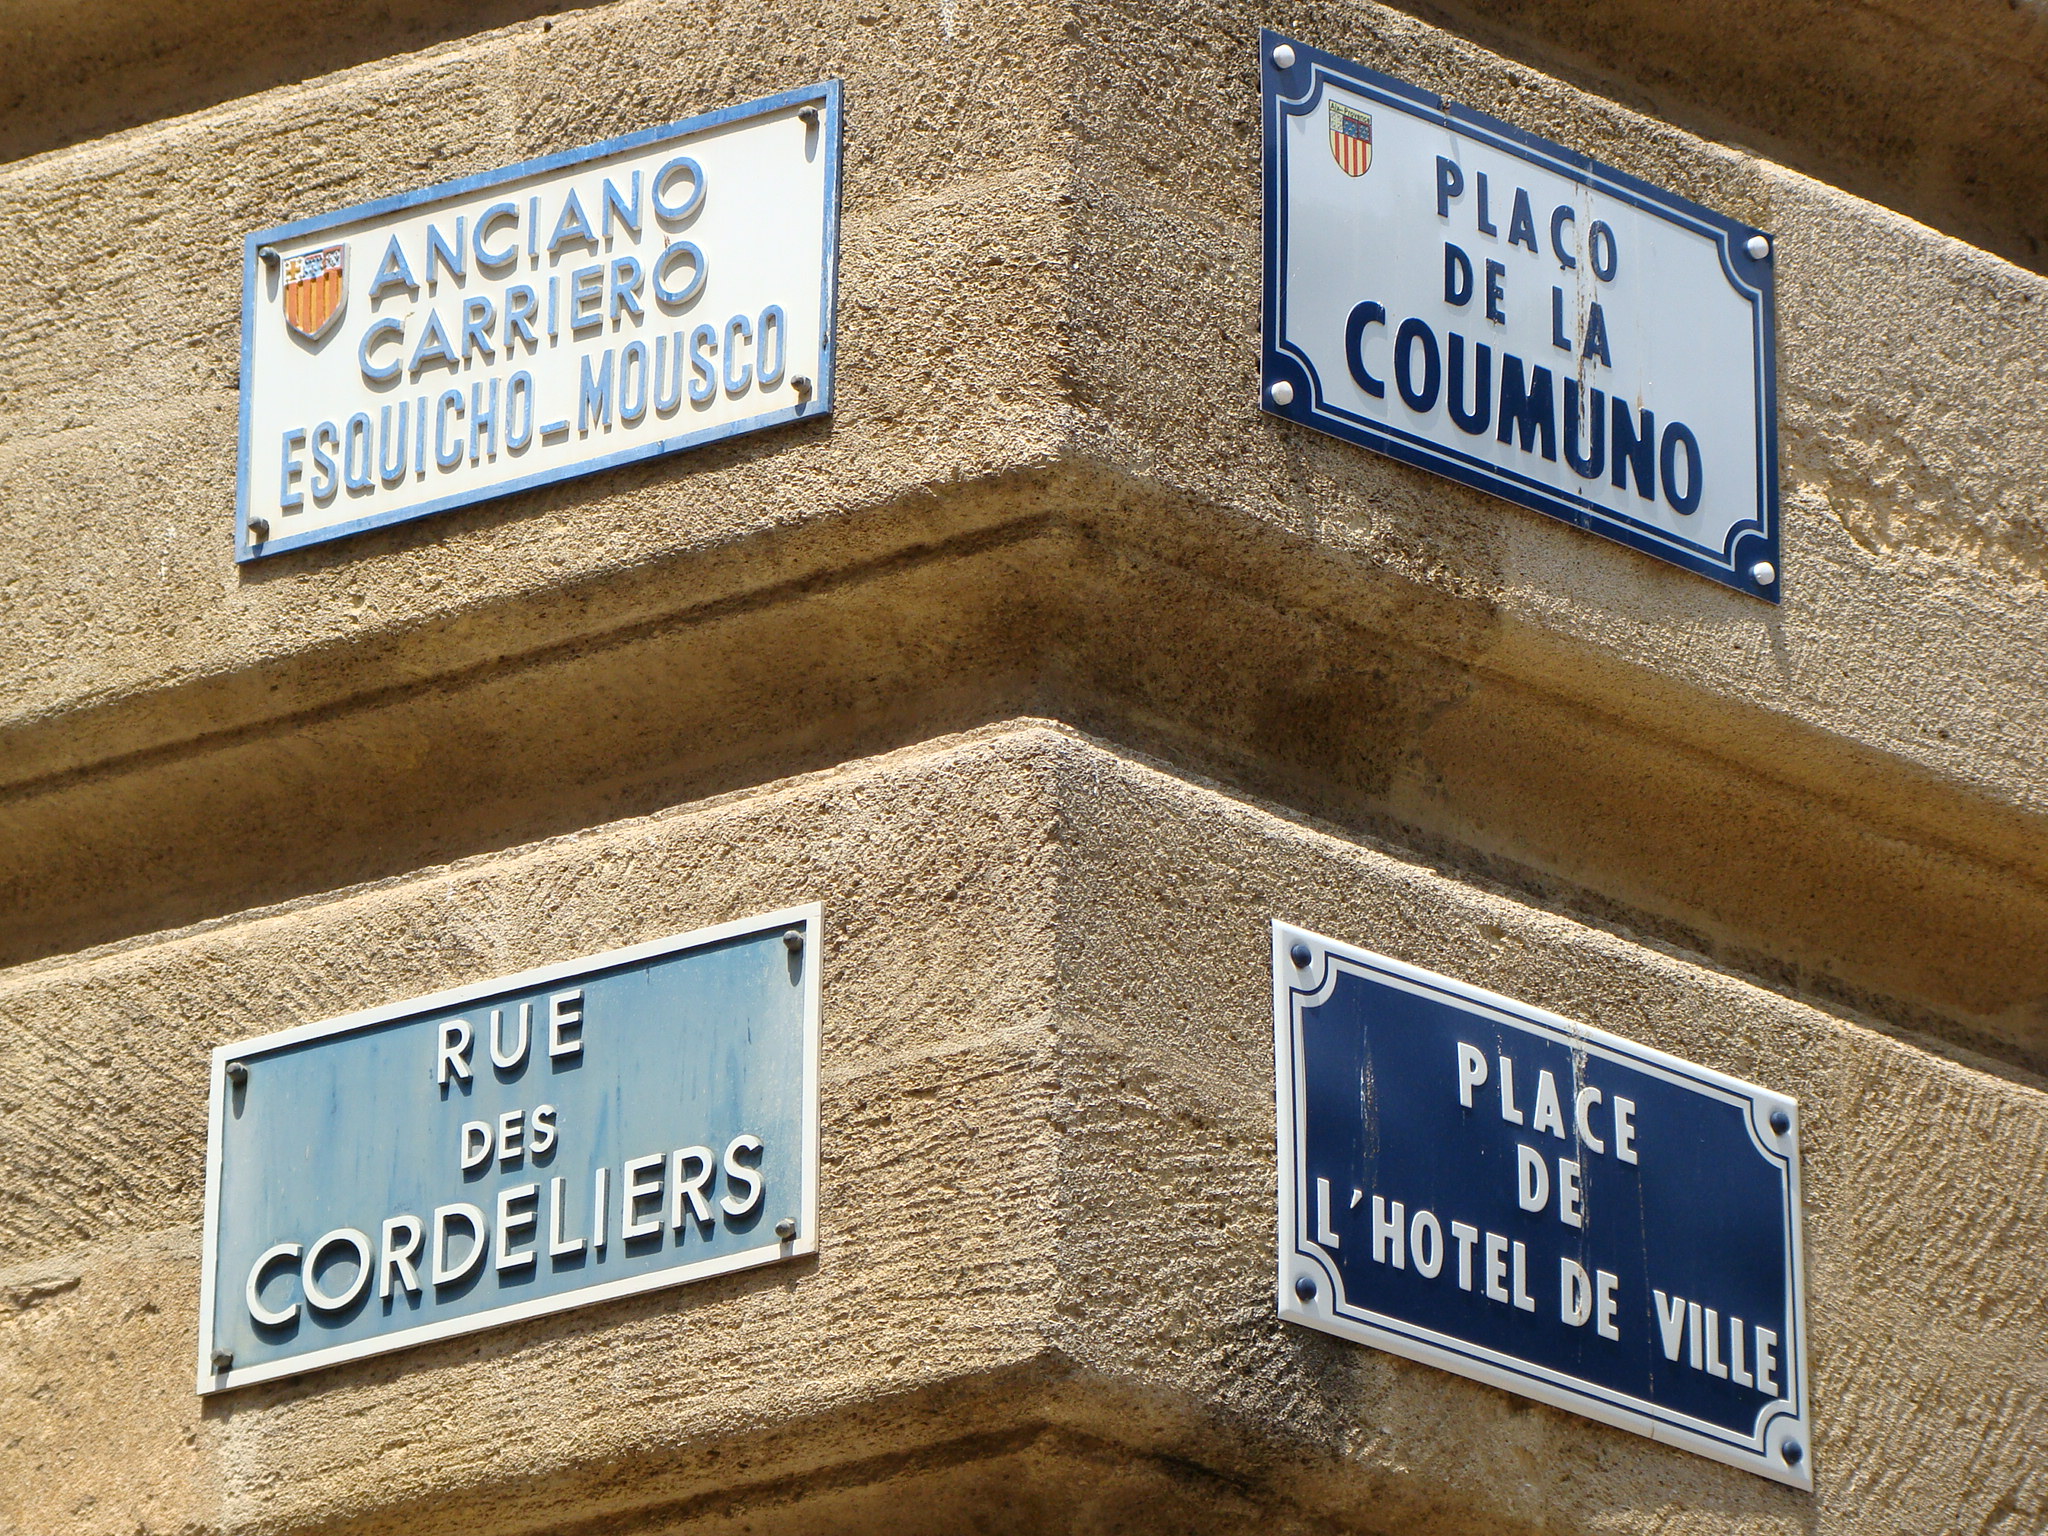 ANCIANO
CARRIERO
ESQUICHO_MOUSCO
PLAÇO
DE LA
COUMUNO
RUE
DES
CORDELIERS
PLACE
DE
L'HOTEL DE VILLE